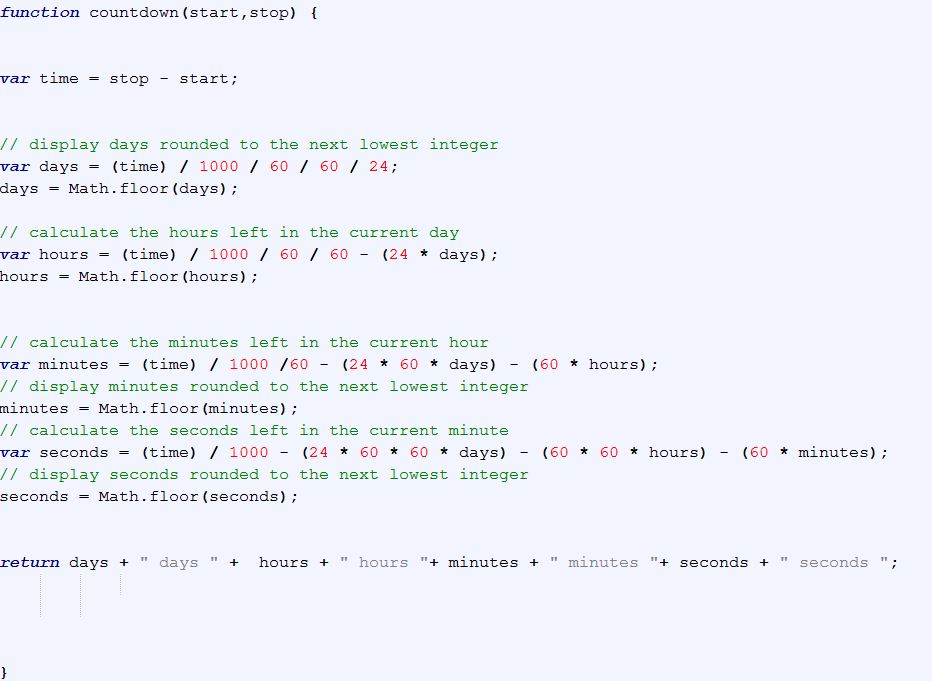 function countdown(start,stop) {
var time = stop - start;
// display days rounded to the next lowest integer
var days = (time) / 1000 / 60 / 60 / 24;
days = Math.floor(days);
// calculate the hours left in the current day
var hours = (time) / 1000 / 60 / 60 - (24 * days);
hours = Math.floor(hours);
// calculate the minutes left in the current hour
var minutes = (time) / 1000 /60 - (24 * 60 * days) - (60 * hours);
// display minutes rounded to the next lowest integer
minutes = Math.floor(minutes);
// calculate the seconds left in the current minute
var seconds = (time) / 1000 - (24 * 60 * 60 * days) - (60 * 60 * hours) - (60 * minutes);
// display seconds rounded to the next lowest integer
seconds = Math.floor(seconds);
return days + " days " +  hours + " hours "+ minutes + " minutes "+ seconds + " seconds ";
}